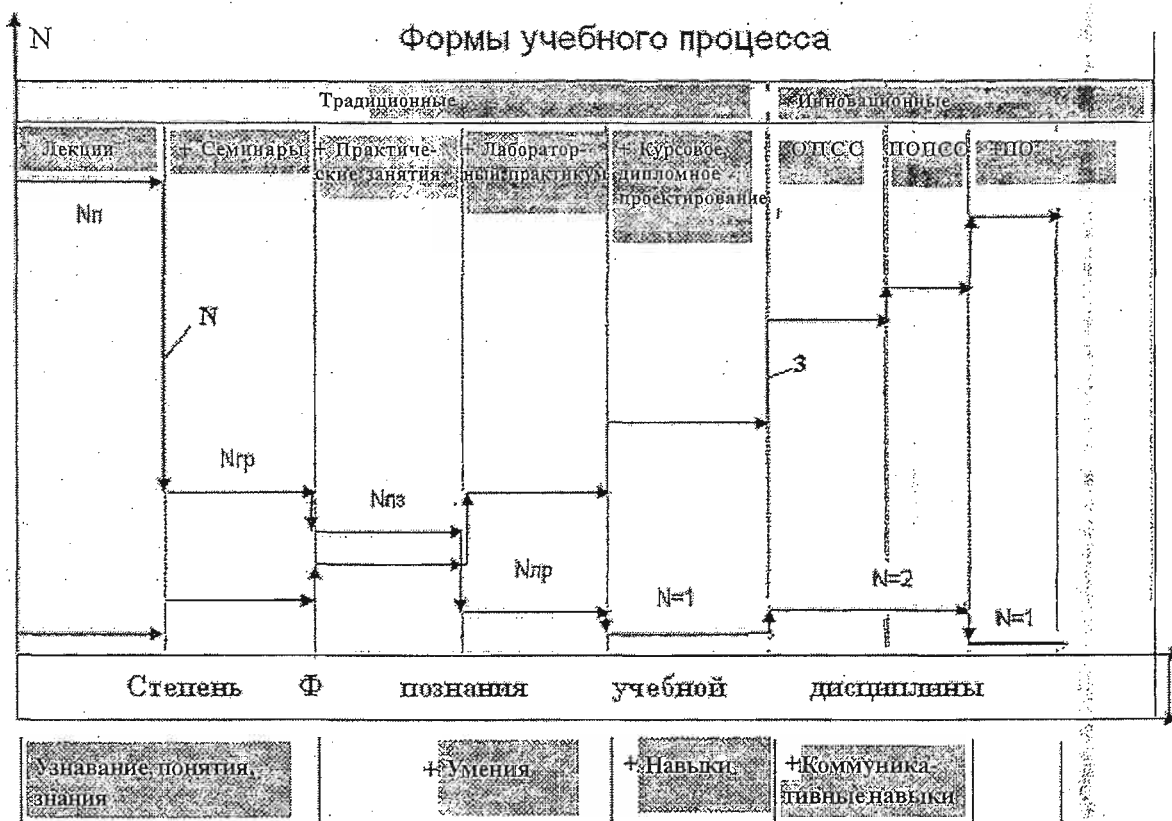 N
Формы учебного процесса
Традиционные
Инновационные
Лекции
+ Семинары
+ Практиче-
ские занятия
+ Лаборатор-
ный практикум
+ Курсовое,
дипломное
проектирование
ОПСС
ПОПСС
+ПО
Nп
N
3
Nгр
Nпз
Nлр
N=1
N=2
N=1
Степень Ф познания учебной дисциплины
Узнавание, понятия,
знания
+ Умения
+ Навыки
+Коммуника-
тивные навыки